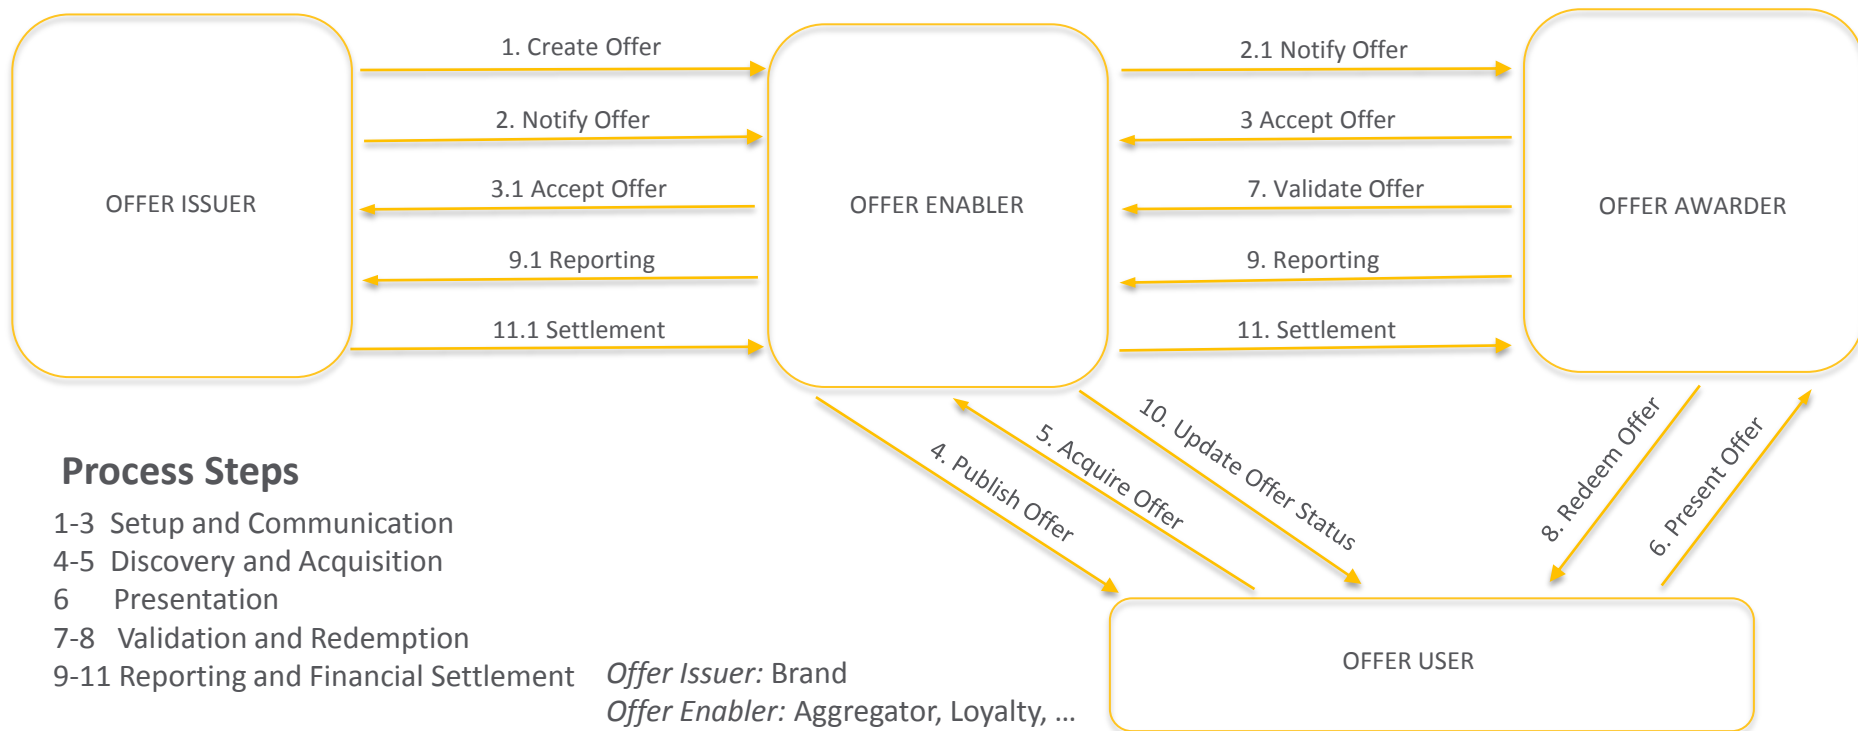 1. Create Offer
2.1 Notify Offer
2. Notify Offer
3 Accept Offer
OFFER ISSUER
3.1 Accept Offer
OFFER ENABLER
7. Validate Offer
OFFER AWARDER
9.1 Reporting
9. Reporting
11.1 Settlement
11. Settlement
4. Publish Offer
5. Acquire Offer
10. Update Offer Status
8. Redeem Offer
6. Present Offer
Process Steps
1-3 Setup and Communication
4-5 Discovery and Acquisition
6 Presentation
7-8 Validation and Redemption
9-11 Reporting and Financial Settlement
Offer Issuer: Brand
Offer Enabler: Aggregator, Loyalty, …
OFFER USER